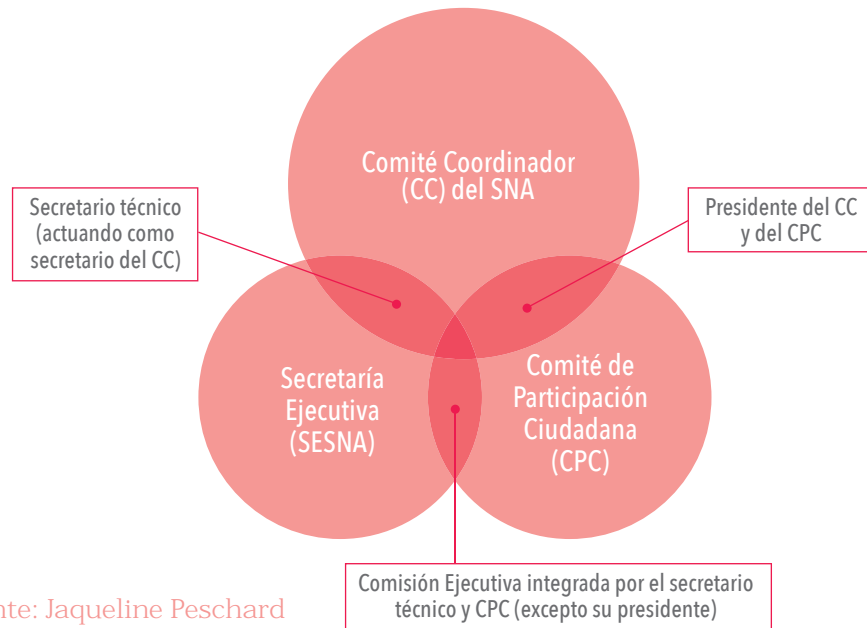 Comité Coordinador
(CC) del SNA
Secretario técnico
(actuando como
secretario del CC)
Presidente del CC
y del CPC
Secretaría
Ejecutiva
(SESNA)
Comité de
Participación
Ciudadana
(CPC)
Comisión Ejecutiva integrada por el secretario
técnico y CPC (excepto su presidente)
nte: Jaqueline Peschard